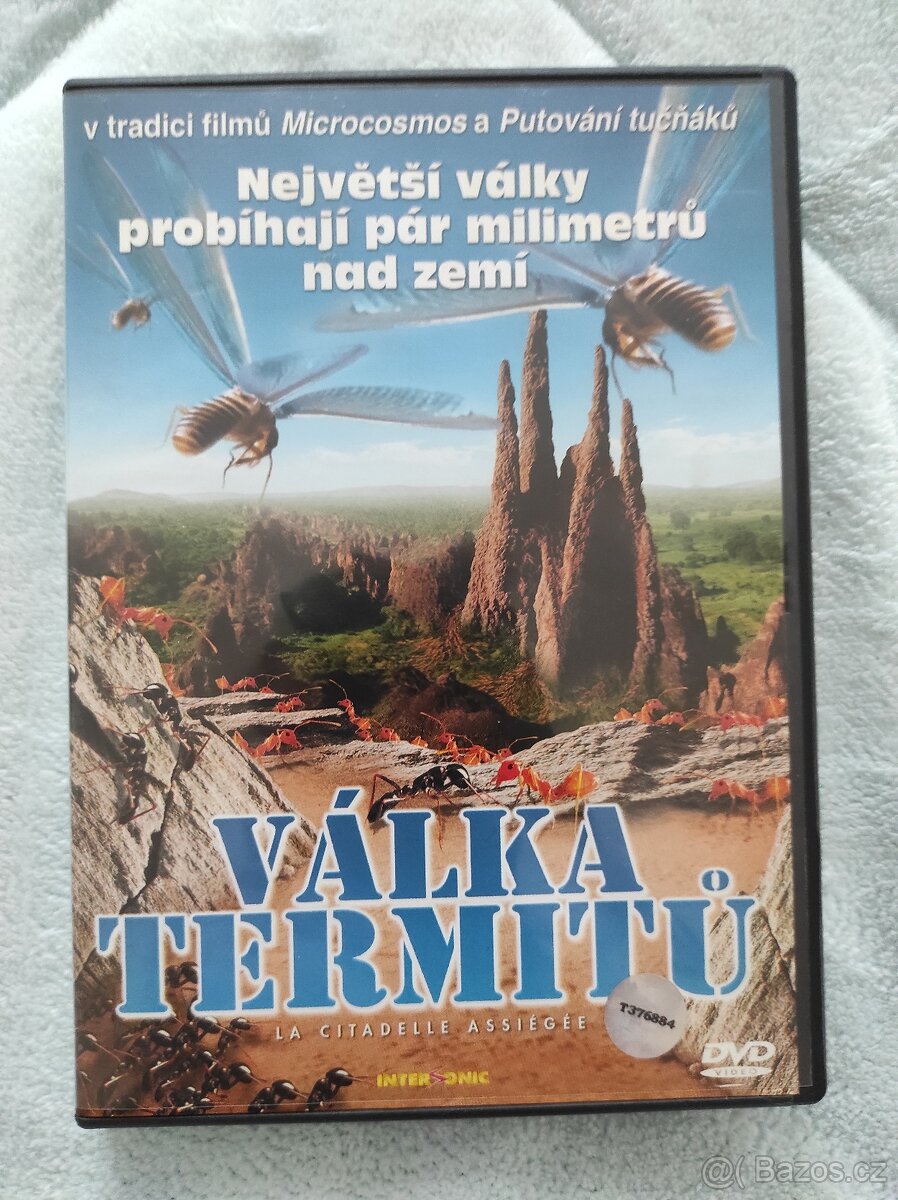 v tradici filmů Microcosmos a Putování tučňáků
Největší války
probíhají pár milimetrů
nad zemí
VÁLKA
TERMITŮ
LA CITADELLE ASSIÉGÉE
T376884
DVD
VIDEO
INTERSONIC
@( Bazos.cz